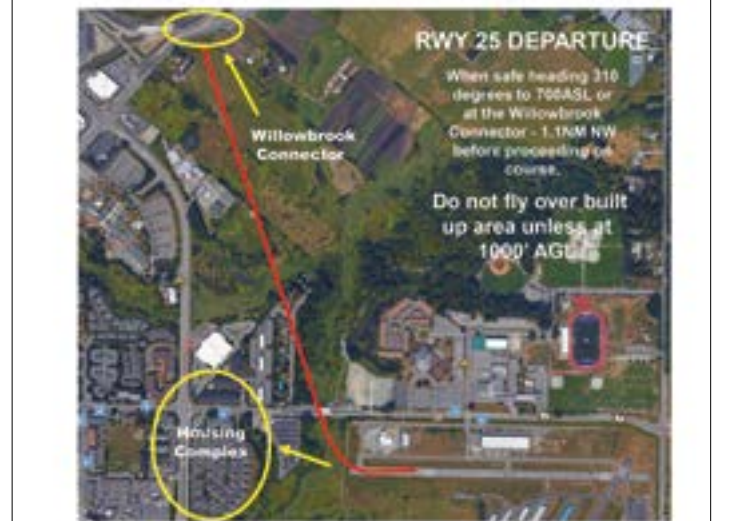 RWY 25 DEPARTURE
When safe heading 310
degrees to 700ASL or
at the Willowbrook
Connector - 1.1NM NW
before proceeding on
course.
Do not fly over built
up area unless at
1000' AGL
Willowbrook
Connector
Housing
Complex